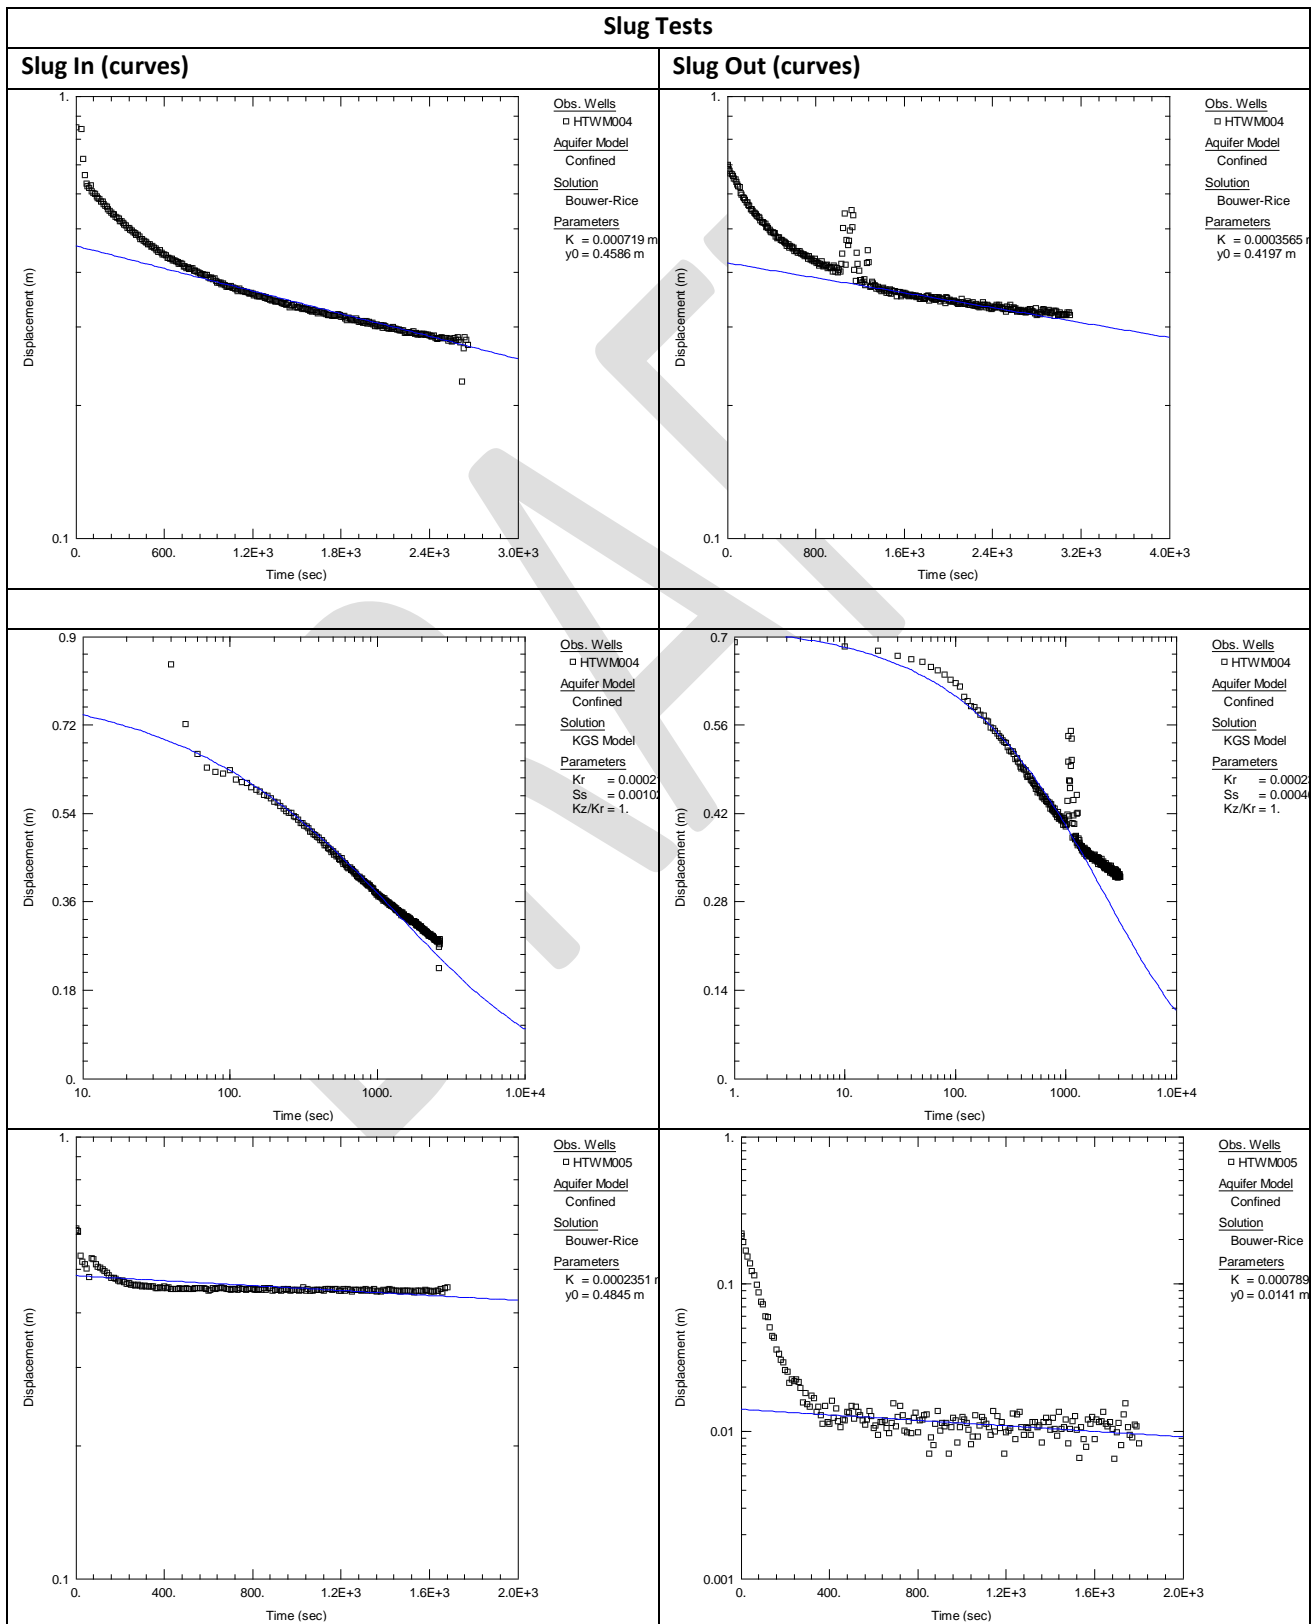 Slug Tests
Slug In (curves)
Slug Out (curves)
1.
0.1
0.
600.
1.2E+3
1.8E+3
2.4E+3
3.0E+3
Time (sec)
Displacement (m)
Obs. Wells
HTWM004
Aquifer Model
Confined
Solution
Bouwer-Rice
Parameters
K = 0.000719 m
y0 = 0.4586 m
1.
0.1
0.
800.
1.6E+3
2.4E+3
3.2E+3
4.0E+3
Time (sec)
Displacement (m)
Obs. Wells
HTWM004
Aquifer Model
Confined
Solution
Bouwer-Rice
Parameters
K = 0.0003565
y0 = 0.4197 m
0.9
0.72
0.54
0.36
0.18
0.
10.
100.
1000.
1.0E+4
Time (sec)
Displacement (m)
Obs. Wells
HTWM004
Aquifer Model
Confined
Solution
KGS Model
Parameters
Kr = 0.0002
Ss = 0.0010
Kz/Kr = 1.
0.7
0.56
0.42
0.28
0.14
0.
1.
10.
100.
1000.
1.0E+4
Time (sec)
Displacement (m)
Obs. Wells
HTWM004
Aquifer Model
Confined
Solution
KGS Model
Parameters
Kr = 0.0002
Ss = 0.0004
Kz/Kr = 1.
1.
0.1
0.
400.
800.
1.2E+3
1.6E+3
2.0E+3
Time (sec)
Displacement (m)
Obs. Wells
HTWM005
Aquifer Model
Confined
Solution
Bouwer-Rice
Parameters
K = 0.0002351
y0 = 0.4845 m
1.
0.1
0.01
0.001
0.
400.
800.
1.2E+3
1.6E+3
2.0E+3
Time (sec)
Displacement (m)
Obs. Wells
HTWM005
Aquifer Model
Confined
Solution
Bouwer-Rice
Parameters
K = 0.000789
y0 = 0.0141 m